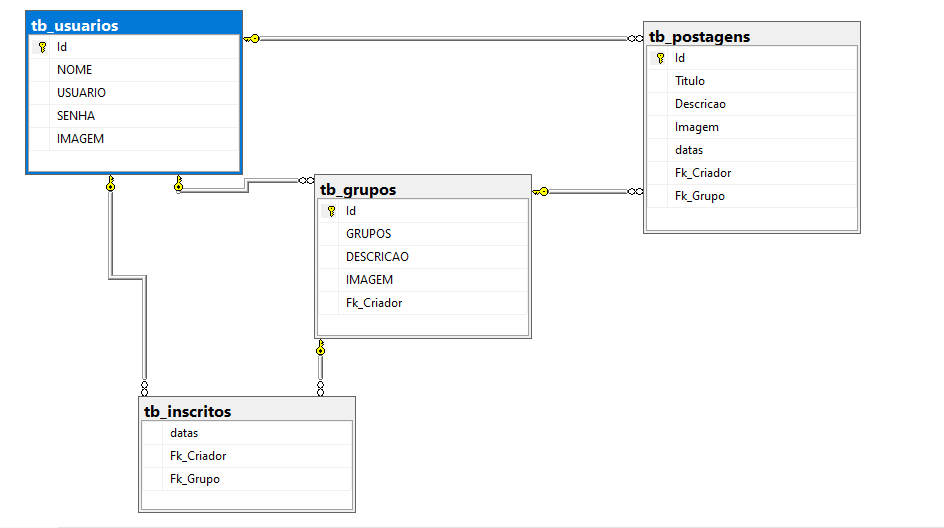 tb_usuarios
Id
NOME
USUARIO
SENHA
IMAGEM
tb_postagens
Id
Titulo
Descricao
Imagem
datas
Fk_Criador
Fk_Grupo
tb_grupos
Id
GRUPOS
DESCRICAO
IMAGEM
Fk_Criador
tb_inscritos
datas
Fk_Criador
Fk_Grupo